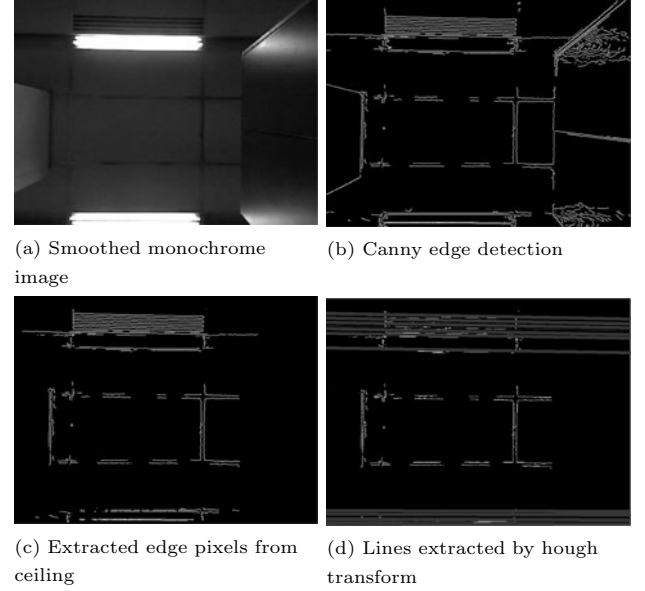 (a) Smoothed monochrome
image
(b) Canny edge detection
(c) Extracted edge pixels from
ceiling
(d) Lines extracted by hough
transform